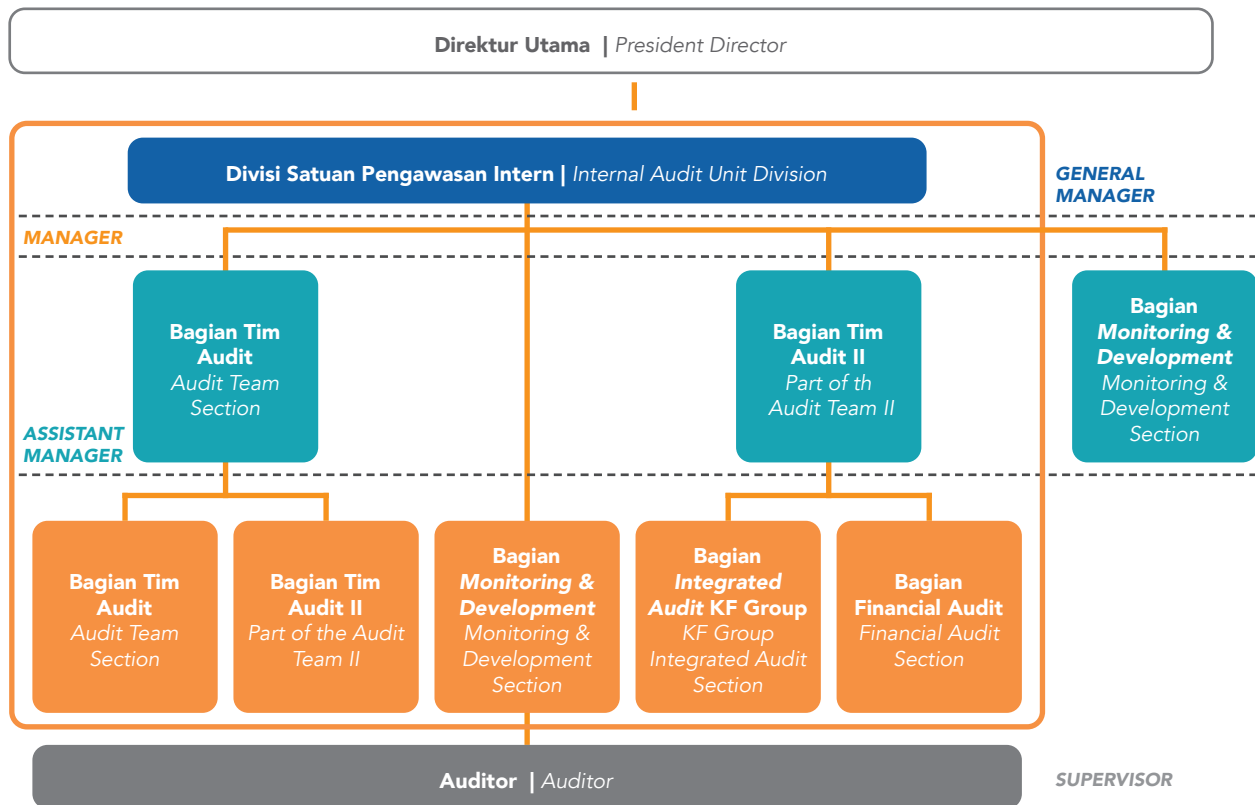 Direktur Utama | President Director
Divisi Satuan Pengawasan Intern | Internal Audit Unit Division
GENERAL
MANAGER
MANAGER
Bagian Tim
Audit
Audit Team
Section
Bagian Tim
Audit II
Part of th
Audit Team II
Bagian
Monitoring &
Development
Monitoring &
Development
Section
ASSISTANT
MANAGER
Bagian Tim
Audit
Audit Team
Section
Bagian Tim
Audit II
Part of the Audit
Team II
Bagian
Monitoring &
Development
Monitoring &
Development
Section
Bagian
Integrated
Audit KF Group
KF Group
Integrated Audit
Section
Bagian
Financial Audit
Financial Audit
Section
Auditor | Auditor
SUPERVISOR